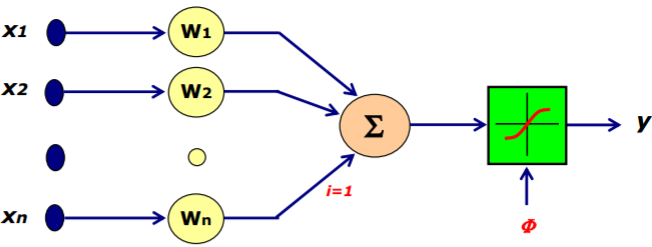 x1 W1
x2 W2
Σ
y
xn Wn
i=1
Φ